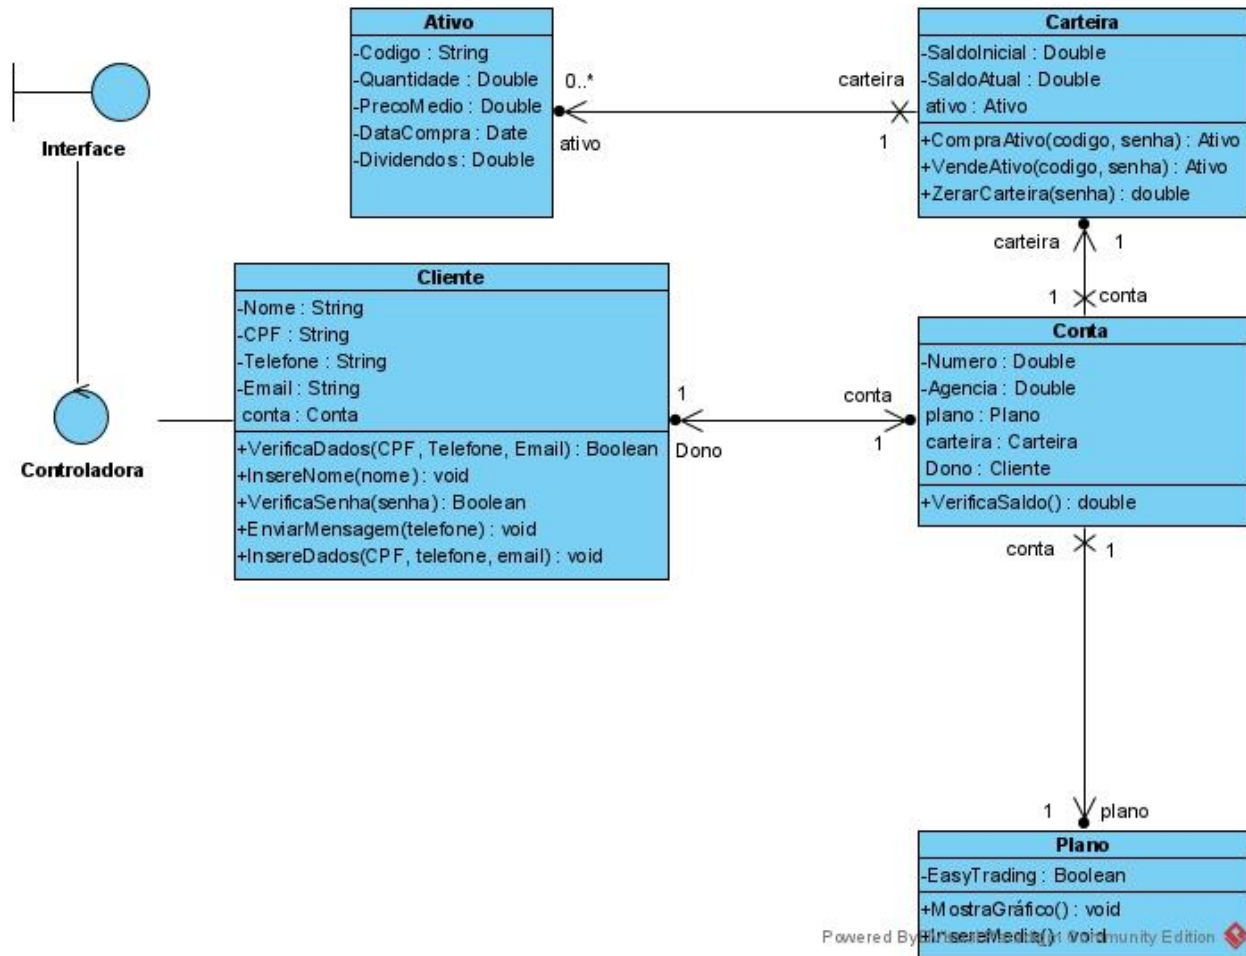 Interface
Controladora
Ativo
-Codigo : String
-Quantidade : Double
-PrecoMedio : Double
-DataCompra : Date
-Dividendos : Double
0..*
ativo
carteira
1
Carteira
-SaldoInicial : Double
-SaldoAtual : Double
ativo : Ativo
+CompraAtivo(codigo, senha) : Ativo
+VendeAtivo(codigo, senha) : Ativo
+ZerarCarteira(senha) : double
carteira
1
1
conta
Cliente
-Nome : String
-CPF : String
-Telefone : String
-Email : String
conta : Conta
+VerificaDados(CPF, Telefone, Email) : Boolean
+InsereNome(nome) : void
+VerificaSenha(senha) : Boolean
+EnviarMensagem(telefone) : void
+InsereDados(CPF, telefone, email) : void
1
Dono
conta
1
Conta
-Numero : Double
-Agencia : Double
plano : Plano
carteira : Carteira
Dono : Cliente
+VerificaSaldo() : double
conta
1
1
plano
Plano
-EasyTrading : Boolean
+MostraGráfico() : void
+InsereMedia() : void
Powered By Visual Paradigm Community Edition